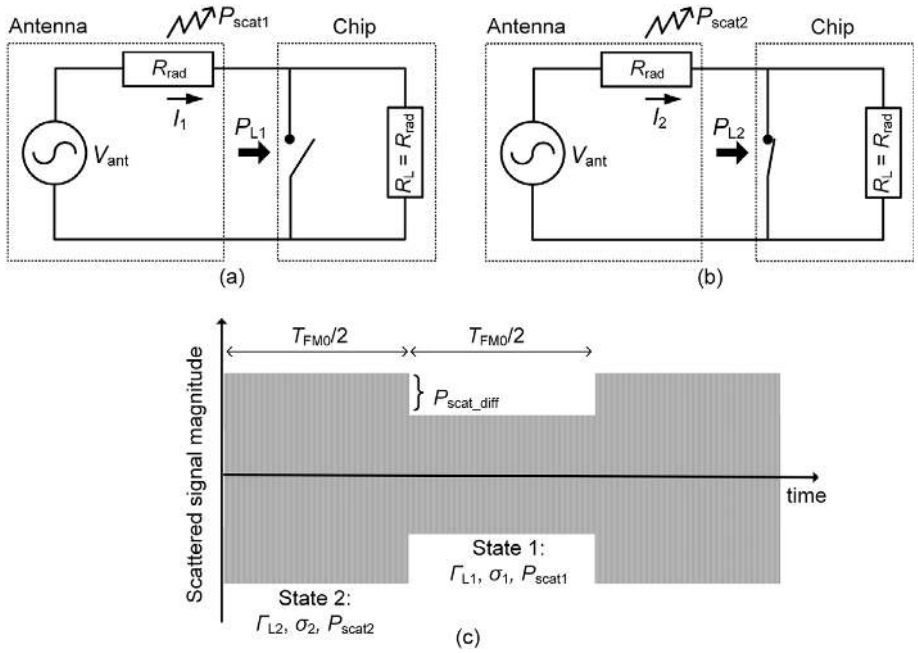 Antenna
P_scat1
Chip
R_rad
I_1
P_L1
V_ant
R_L = R_rad
(a)
Antenna
P_scat2
Chip
R_rad
I_2
P_L2
V_ant
R_L = R_rad
(b)
Scattered signal magnitude
T_FM0/2
T_FM0/2
P_scat_diff
time
State 1:
Γ_L1, σ_1, P_scat1
State 2:
Γ_L2, σ_2, P_scat2
(c)